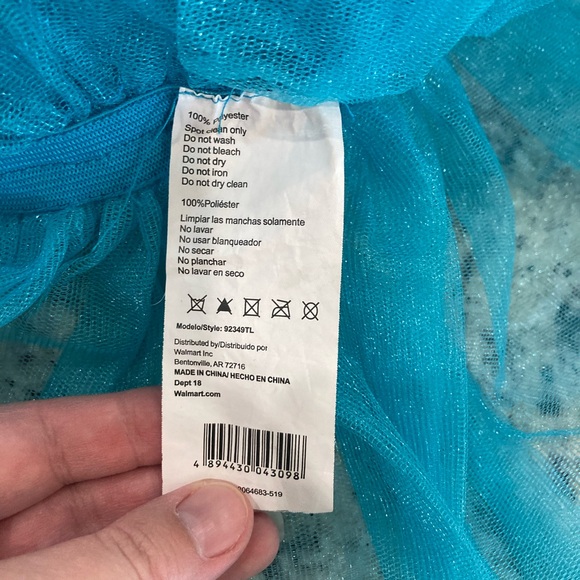 100% Polyester
Spot clean only
Do not wash
Do not bleach
Do not dry
Do not iron
Do not dry clean
100%Poliéster
Limpiar las manchas solamente
No lavar
No usar blanqueador
No secar
No planchar
No lavar en seco
Modelo/Style: 92349TL
Distributed by/Distribuido por
Walmart Inc
Bentonville, AR 72716
MADE IN CHINA/ HECHO EN CHINA
Dept 18
Walmart.com
4 894430 043098
064683-519